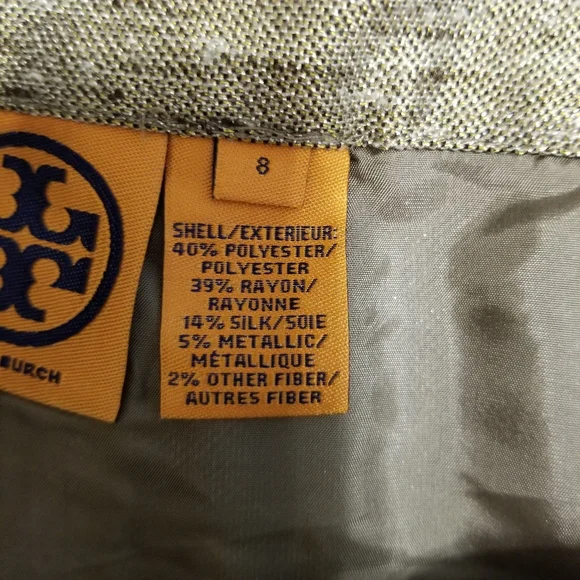 8
SHELL/EXTERIEUR:
40% POLYESTER/
POLYESTER
39% RAYON/
RAYONNE
14% SILK/SOIE
5% METALLIC/
MÉTALLIQUE
2% OTHER FIBER/
AUTRES FIBER
BURCH